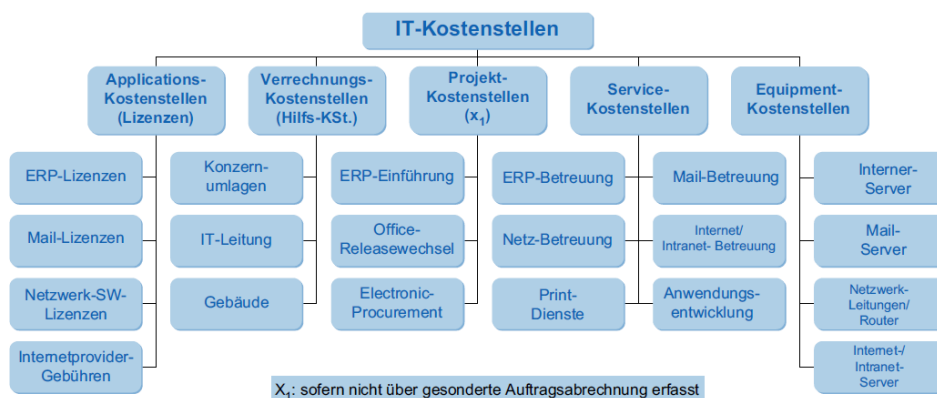 IT-Kostenstellen
Applications-
Kostenstellen
(Lizenzen)
Verrechnungs-
Kostenstellen
(Hilfs-KSt.)
Projekt-
Kostenstellen
(x1)
Service-
Kostenstellen
Equipment-
Kostenstellen
ERP-Lizenzen
Mail-Lizenzen
Netzwerk-SW-
Lizenzen
Internetprovider-
Gebühren
Konzern-
umlagen
IT-Leitung
Gebäude
ERP-Einführung
Office-
Releasewechsel
Electronic-
Procurement
ERP-Betreuung
Netz-Betreuung
Print-
Dienste
Mail-Betreuung
Internet/
Intranet- Betreuung
Anwendungs-
entwicklung
Interner-
Server
Mail-
Server
Netzwerk-
Leitungen/
Router
Internet-/
Intranet-
Server
X1: sofern nicht über gesonderte Auftragsabrechnung erfasst